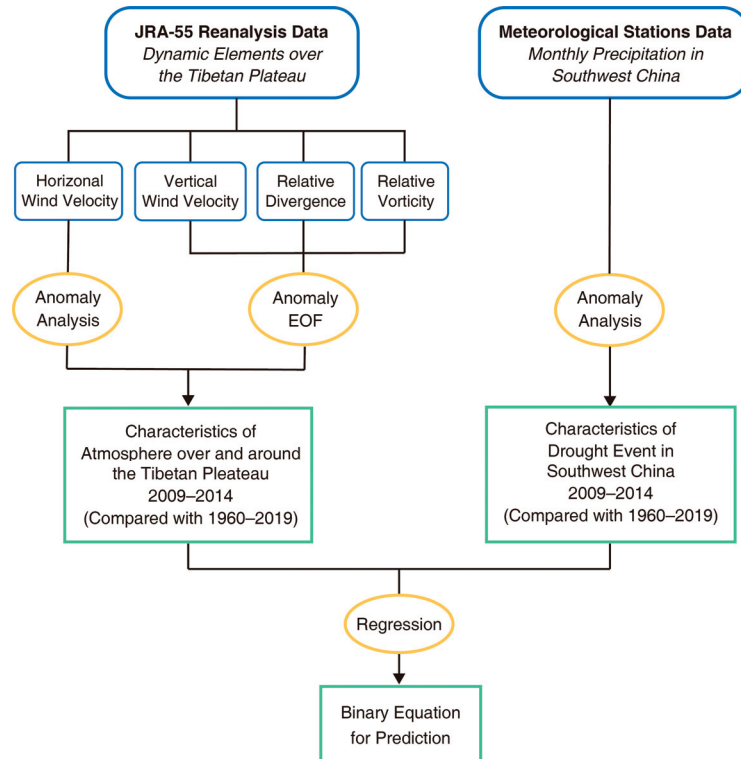 JRA-55 Reanalysis Data
Dynamic Elements over
the Tibetan Plateau
Meteorological Stations Data
Monthly Precipitation in
Southwest China
Horizonal
Wind Velocity
Vertical
Wind Velocity
Relative
Divergence
Relative
Vorticity
Anomaly
Analysis
Anomaly
EOF
Anomaly
Analysis
Characteristics of
Atmosphere over and around
the Tibetan Pleateau
2009–2014
(Compared with 1960–2019)
Characteristics of
Drought Event in
Southwest China
2009–2014
(Compared with 1960–2019)
Regression
Binary Equation
for Prediction